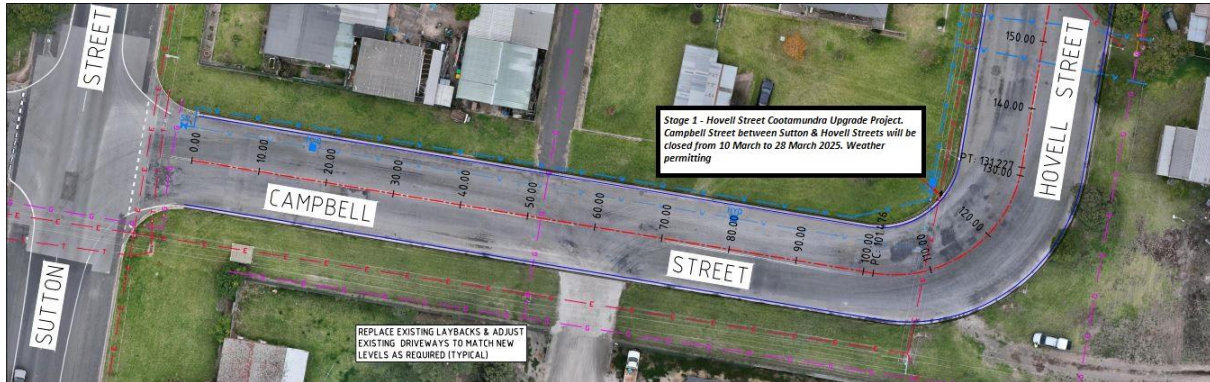 STREET
SUTTON
0.00
10.00
20.00
30.00
40.00
50.00
60.00
70.00
80.00
90.00
100.00
110.00
120.00
130.00
140.00
150.00
CAMPBELL
STREET
PT: 131.227
HOVELL STREET
Stage 1 - Hovell Street Cootamundra Upgrade Project.
Campbell Street between Sutton & Hovell Streets will be
closed from 10 March to 28 March 2025. Weather
permitting
REPLACE EXISTING LAYBACKS & ADJUST
EXISTING DRIVEWAYS TO MATCH NEW
LEVELS AS REQUIRED (TYPICAL)